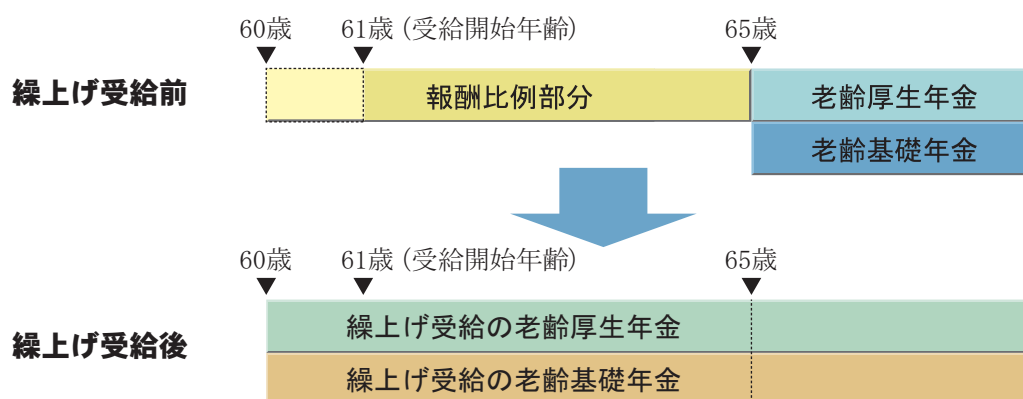 60歳 61歳 (受給開始年齢) 65歳
繰上げ受給前
報酬比例部分
老齢厚生年金
老齢基礎年金
60歳 61歳 (受給開始年齢) 65歳
繰上げ受給後
繰上げ受給の老齢厚生年金
繰上げ受給の老齢基礎年金